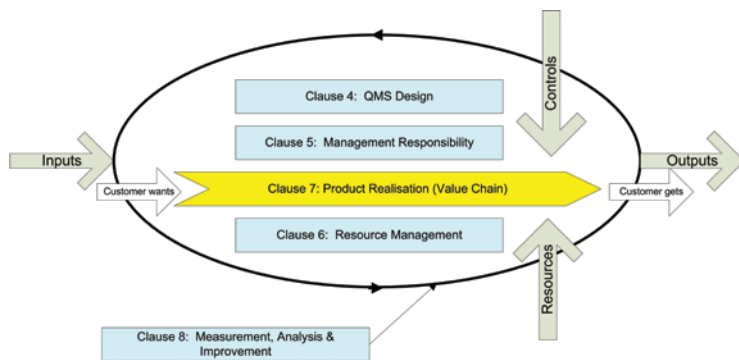 Clause 4: QMS Design
Controls
Clause 5: Management Responsibility
Inputs
Outputs
Customer wants
Clause 7: Product Realisation (Value Chain)
Customer gets
Clause 6: Resource Management
Resources
Clause 8: Measurement, Analysis &
Improvement